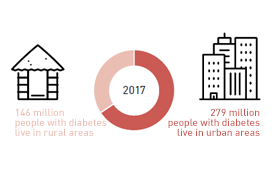 2017
146 million
people with diabetes
live in rural areas
279 million
people with diabetes
live in urban areas